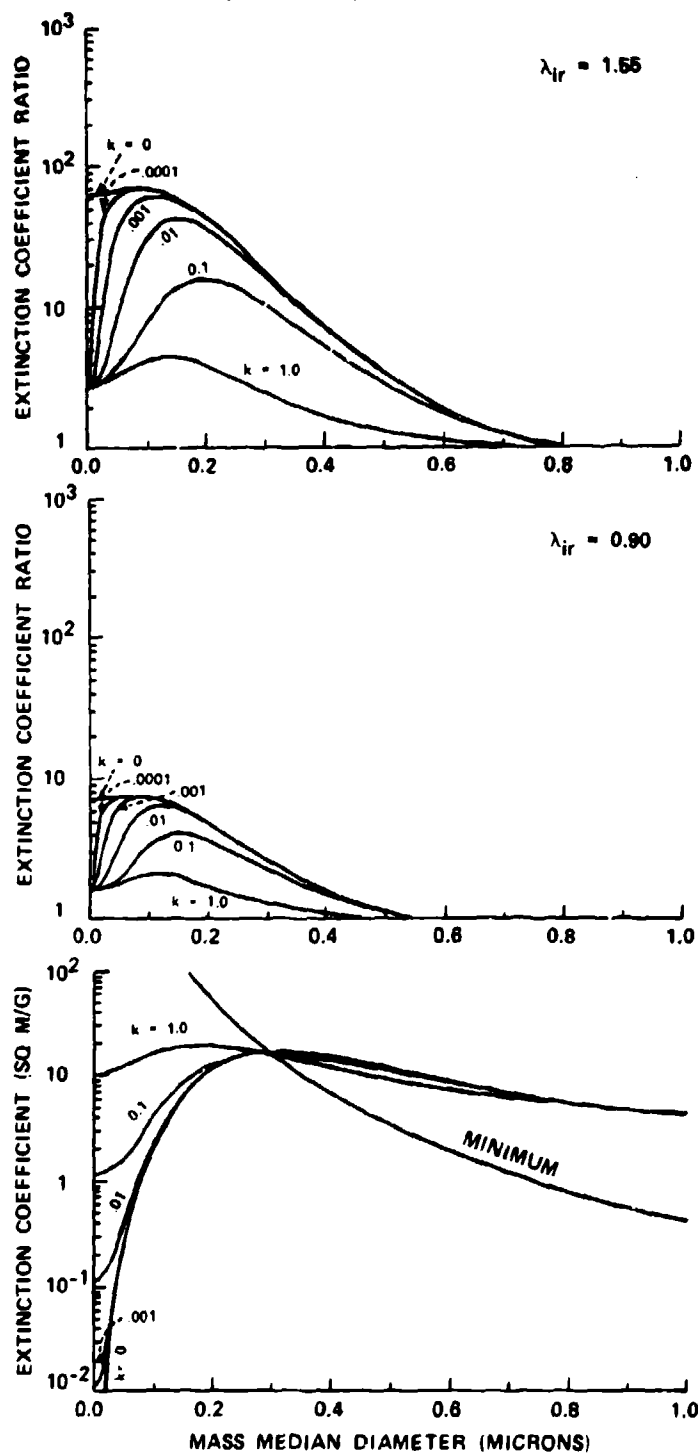 EXTINCTION COEFFICIENT RATIO
10³
10²
10
1
λir = 1.55
k = 0
.0001
.001
.01
0.1
k = 1.0
0.0 0.2 0.4 0.6 0.8 1.0
EXTINCTION COEFFICIENT RATIO
10³
10²
10
1
λir = 0.90
k = 0
.0001
.001
.01
0.1
k = 1.0
0.0 0.2 0.4 0.6 0.8 1.0
EXTINCTION COEFFICIENT (SQ M/G)
10²
10
1
10⁻¹
10⁻²
k = 1.0
0.1
.01
.001
k = 0
MINIMUM
0.0 0.2 0.4 0.6 0.8 1.0
MASS MEDIAN DIAMETER (MICRONS)